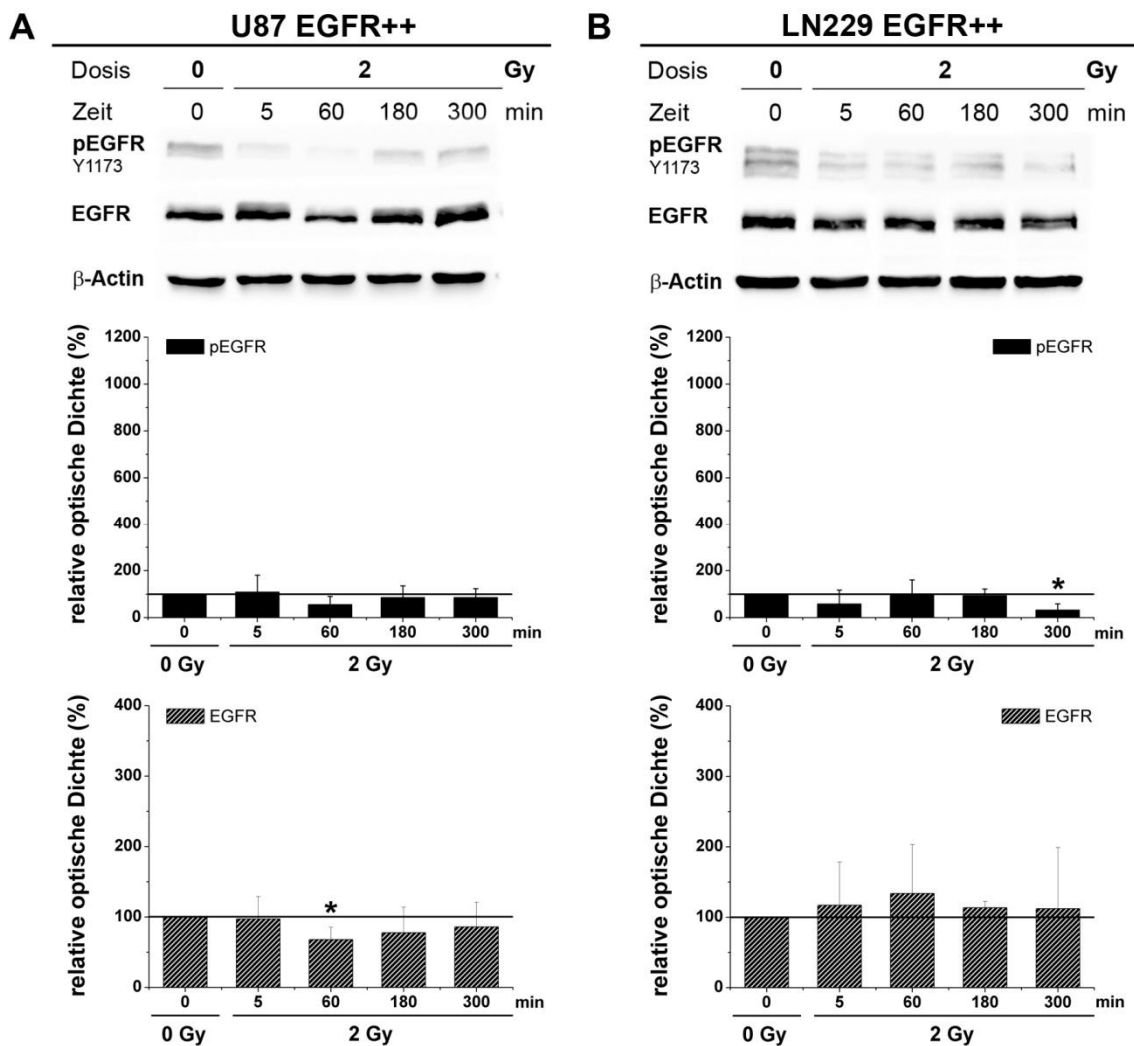 A U87 EGFR++
Dosis 0 2 Gy
Zeit 0 5 60 180 300 min
pEGFR
Y1173
EGFR
β-Actin
relative optische Dichte (%)
1200
1000
800
600
400
200
0
pEGFR
0 5 60 180 300 min
0 Gy 2 Gy
relative optische Dichte (%)
400
300
200
100
0
EGFR
*
0 5 60 180 300 min
0 Gy 2 Gy
B LN229 EGFR++
Dosis 0 2 Gy
Zeit 0 5 60 180 300 min
pEGFR
Y1173
EGFR
β-Actin
relative optische Dichte (%)
1200
1000
800
600
400
200
0
pEGFR
*
0 5 60 180 300 min
0 Gy 2 Gy
relative optische Dichte (%)
400
300
200
100
0
EGFR
0 5 60 180 300 min
0 Gy 2 Gy